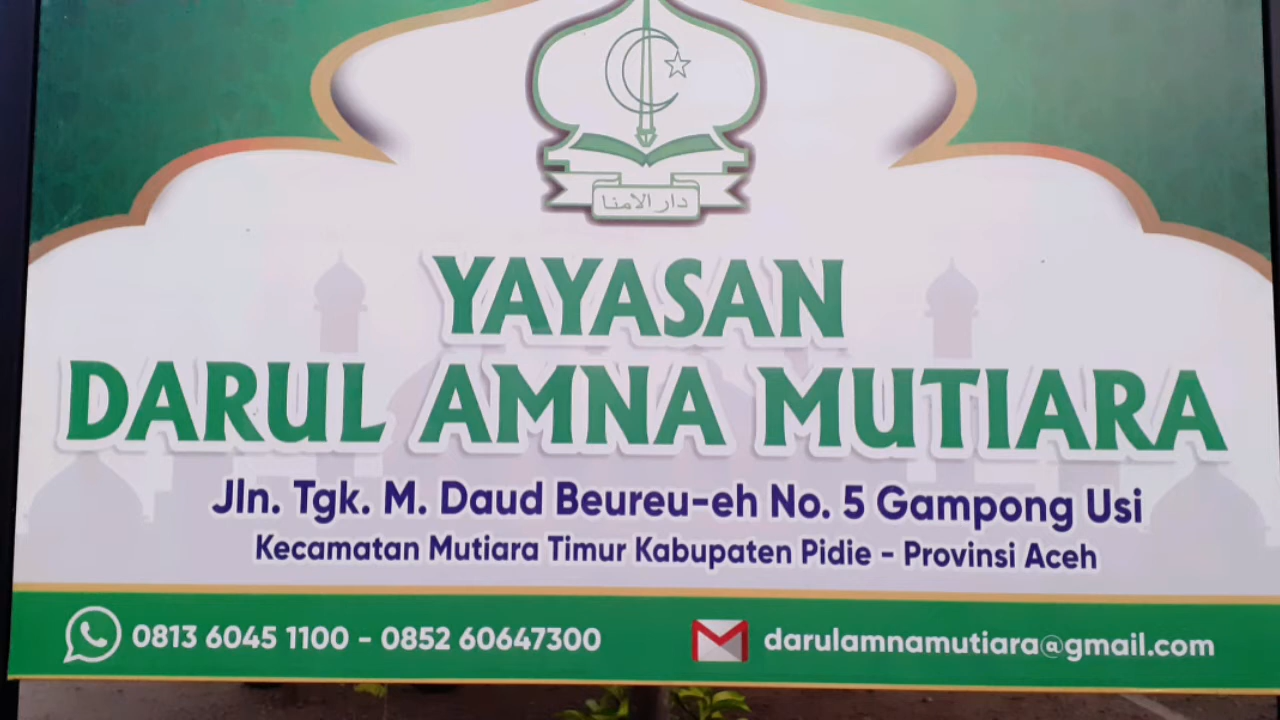 دار الامنا
YAYASAN
DARUL AMNA MUTIARA
Jln. Tgk. M. Daud Beureu-eh No. 5 Gampong Usi
Kecamatan Mutiara Timur Kabupaten Pidie - Provinsi Aceh
0813 6045 1100 - 0852 60647300
darulamnamutiara@gmail.com